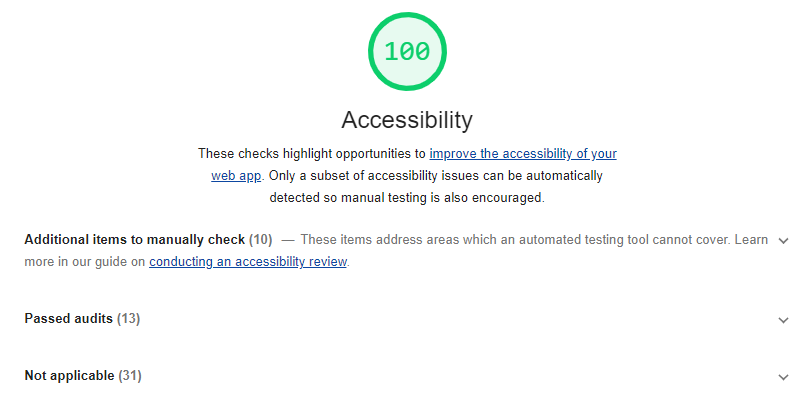 100
Accessibility
These checks highlight opportunities to improve the accessibility of your
web app. Only a subset of accessibility issues can be automatically
detected so manual testing is also encouraged.
Additional items to manually check (10) — These items address areas which an automated testing tool cannot cover. Learn
more in our guide on conducting an accessibility review.
Passed audits (13)
Not applicable (31)